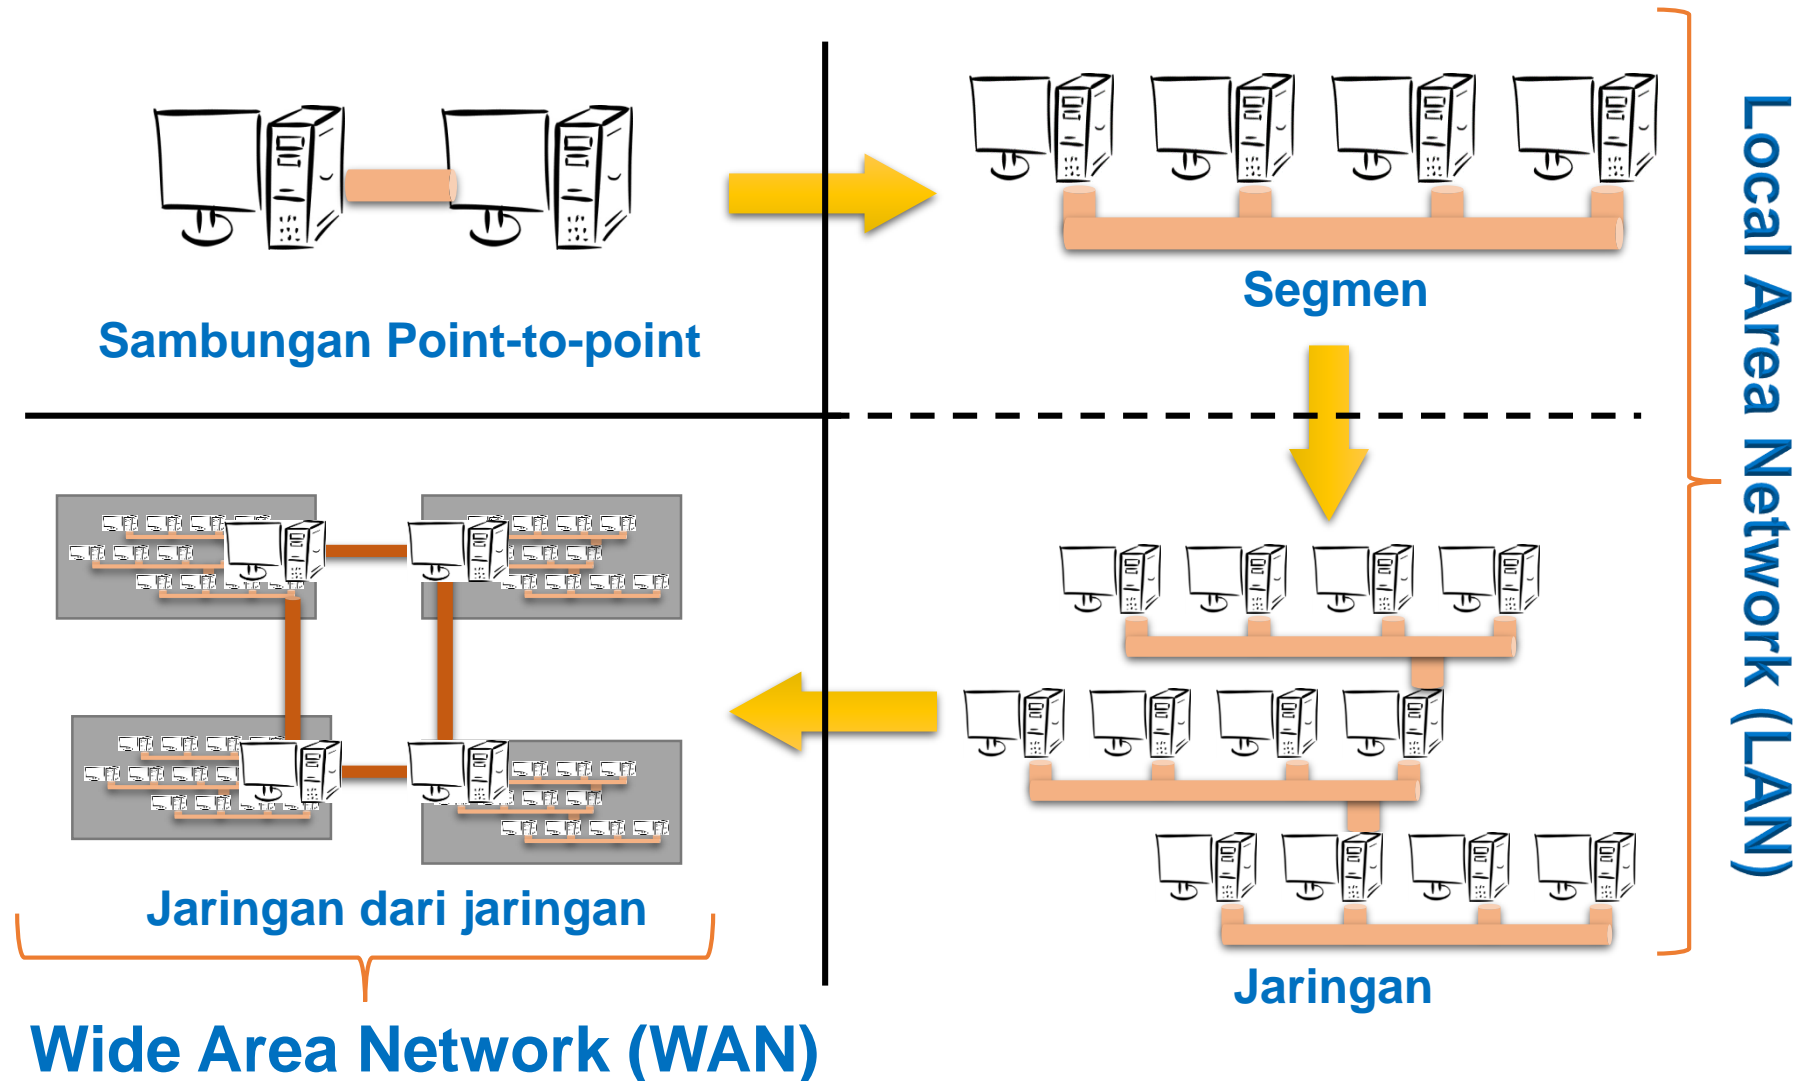 Sambungan Point-to-point
Segmen
Local Area Network (LAN)
Jaringan
Jaringan dari jaringan
Wide Area Network (WAN)